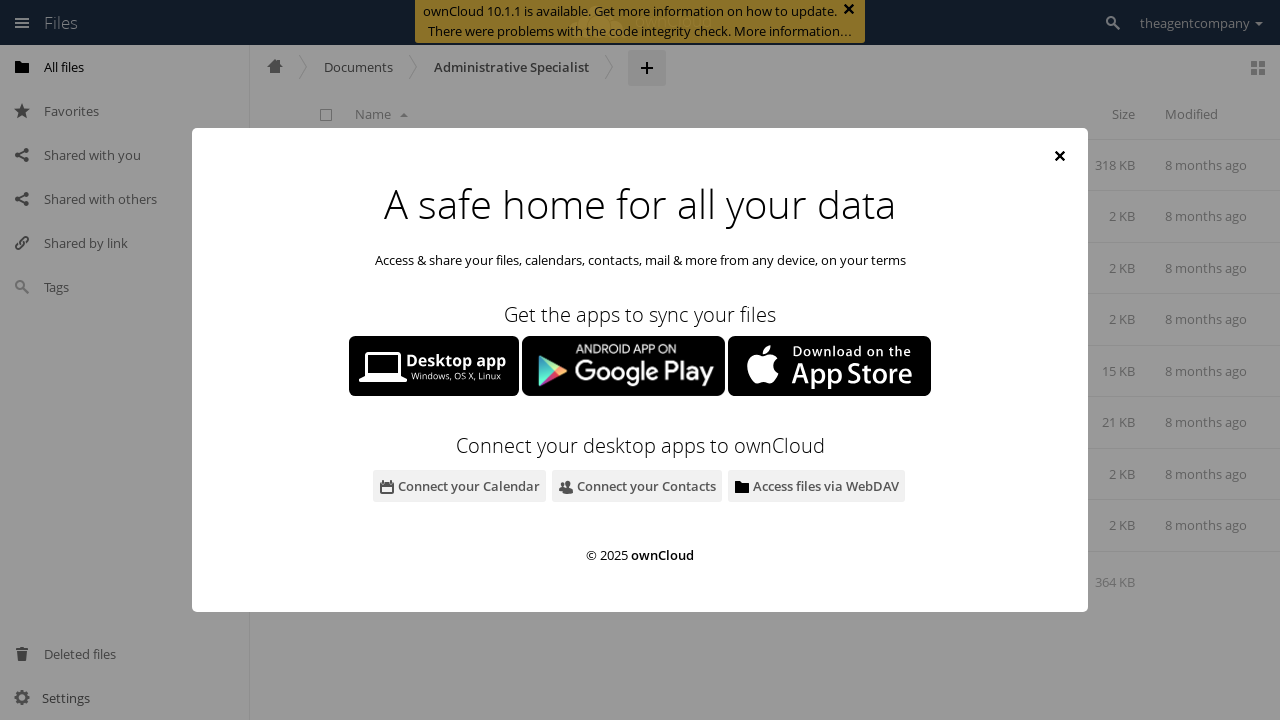 ownCloud 10.1.1 is available. Get more information on how to update.
There were problems with the code integrity check. More information…
Files
theagentcompany
All files
Favorites
Shared with you
Shared with others
Shared by link
Tags
Deleted files
Settings
Documents
Administrative Specialist
Name
Size
Modified
318 KB
8 months ago
2 KB
8 months ago
2 KB
8 months ago
2 KB
8 months ago
15 KB
8 months ago
21 KB
8 months ago
2 KB
8 months ago
2 KB
8 months ago
364 KB
A safe home for all your data
Access & share your files, calendars, contacts, mail & more from any device, on your terms
Get the apps to sync your files
Desktop app
Windows, OS X, Linux
ANDROID APP ON
Google Play
Download on the
App Store
Connect your desktop apps to ownCloud
Connect your Calendar
Connect your Contacts
Access files via WebDAV
© 2025 ownCloud